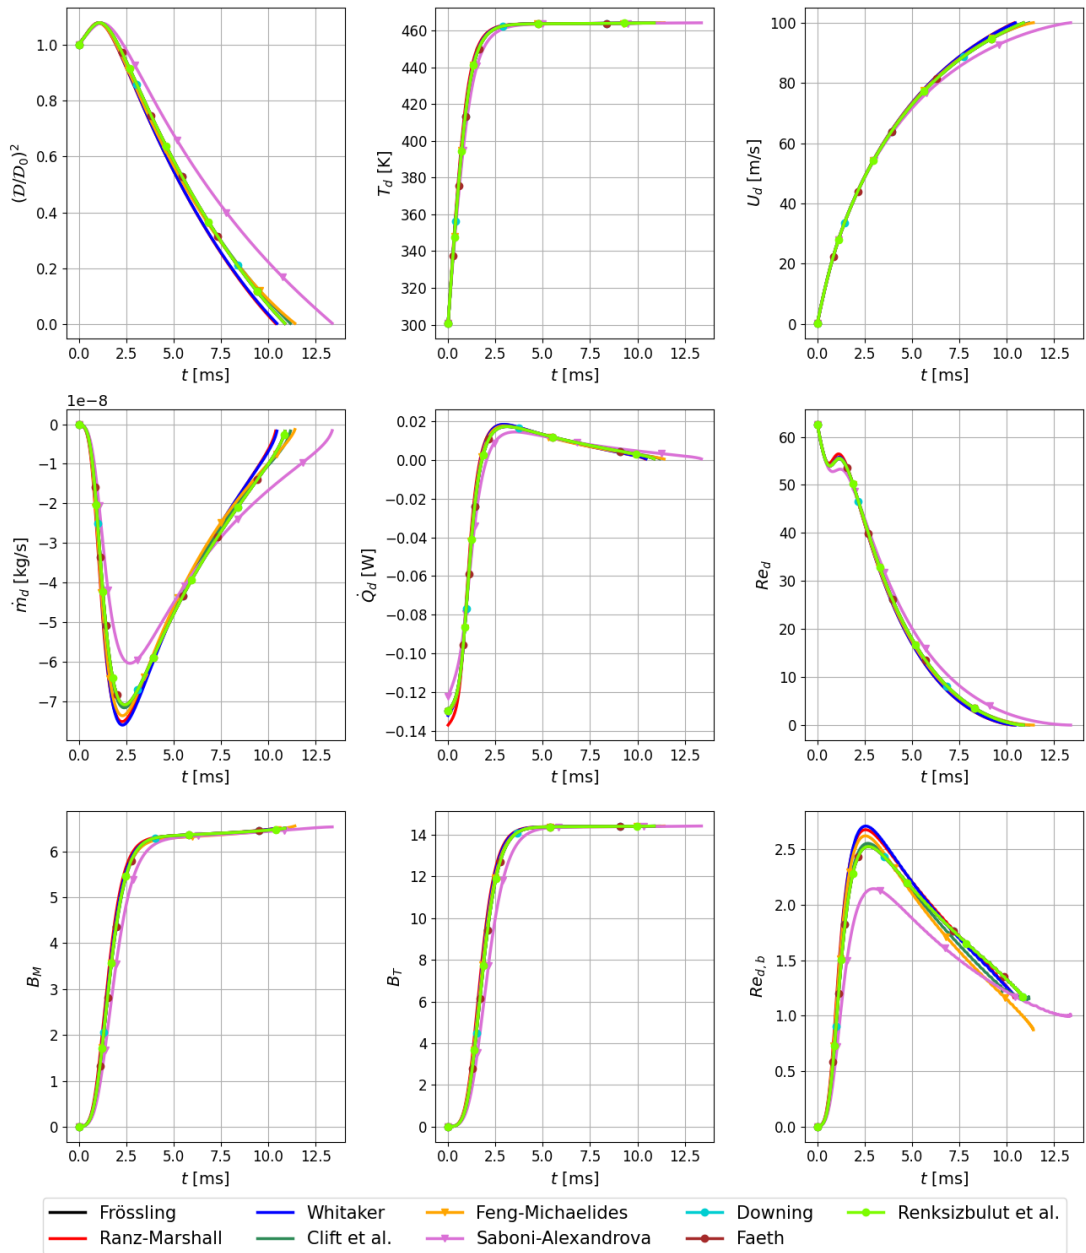 1.0
0.8
0.6
0.4
0.2
0.0
(D/D₀)²
0.0 2.5 5.0 7.5 10.0 12.5
t [ms]
460
440
420
400
380
360
340
320
300
T_d [K]
0.0 2.5 5.0 7.5 10.0 12.5
t [ms]
100
80
60
40
20
0
U_d [m/s]
0.0 2.5 5.0 7.5 10.0 12.5
t [ms]
1e−8
0
−1
−2
−3
−4
−5
−6
−7
ṁ_d [kg/s]
0.0 2.5 5.0 7.5 10.0 12.5
t [ms]
0.02
0.00
−0.02
−0.04
−0.06
−0.08
−0.10
−0.12
−0.14
Q̇_d [W]
0.0 2.5 5.0 7.5 10.0 12.5
t [ms]
60
50
40
30
20
10
0
Re_d
0.0 2.5 5.0 7.5 10.0 12.5
t [ms]
6
5
4
3
2
1
0
B_M
0.0 2.5 5.0 7.5 10.0 12.5
t [ms]
14
12
10
8
6
4
2
0
B_T
0.0 2.5 5.0 7.5 10.0 12.5
t [ms]
2.5
2.0
1.5
1.0
0.5
0.0
Re_{d,b}
0.0 2.5 5.0 7.5 10.0 12.5
t [ms]
Frössling Whitaker Feng-Michaelides Downing Renksizbulut et al.
Ranz-Marshall Clift et al. Saboni-Alexandrova Faeth